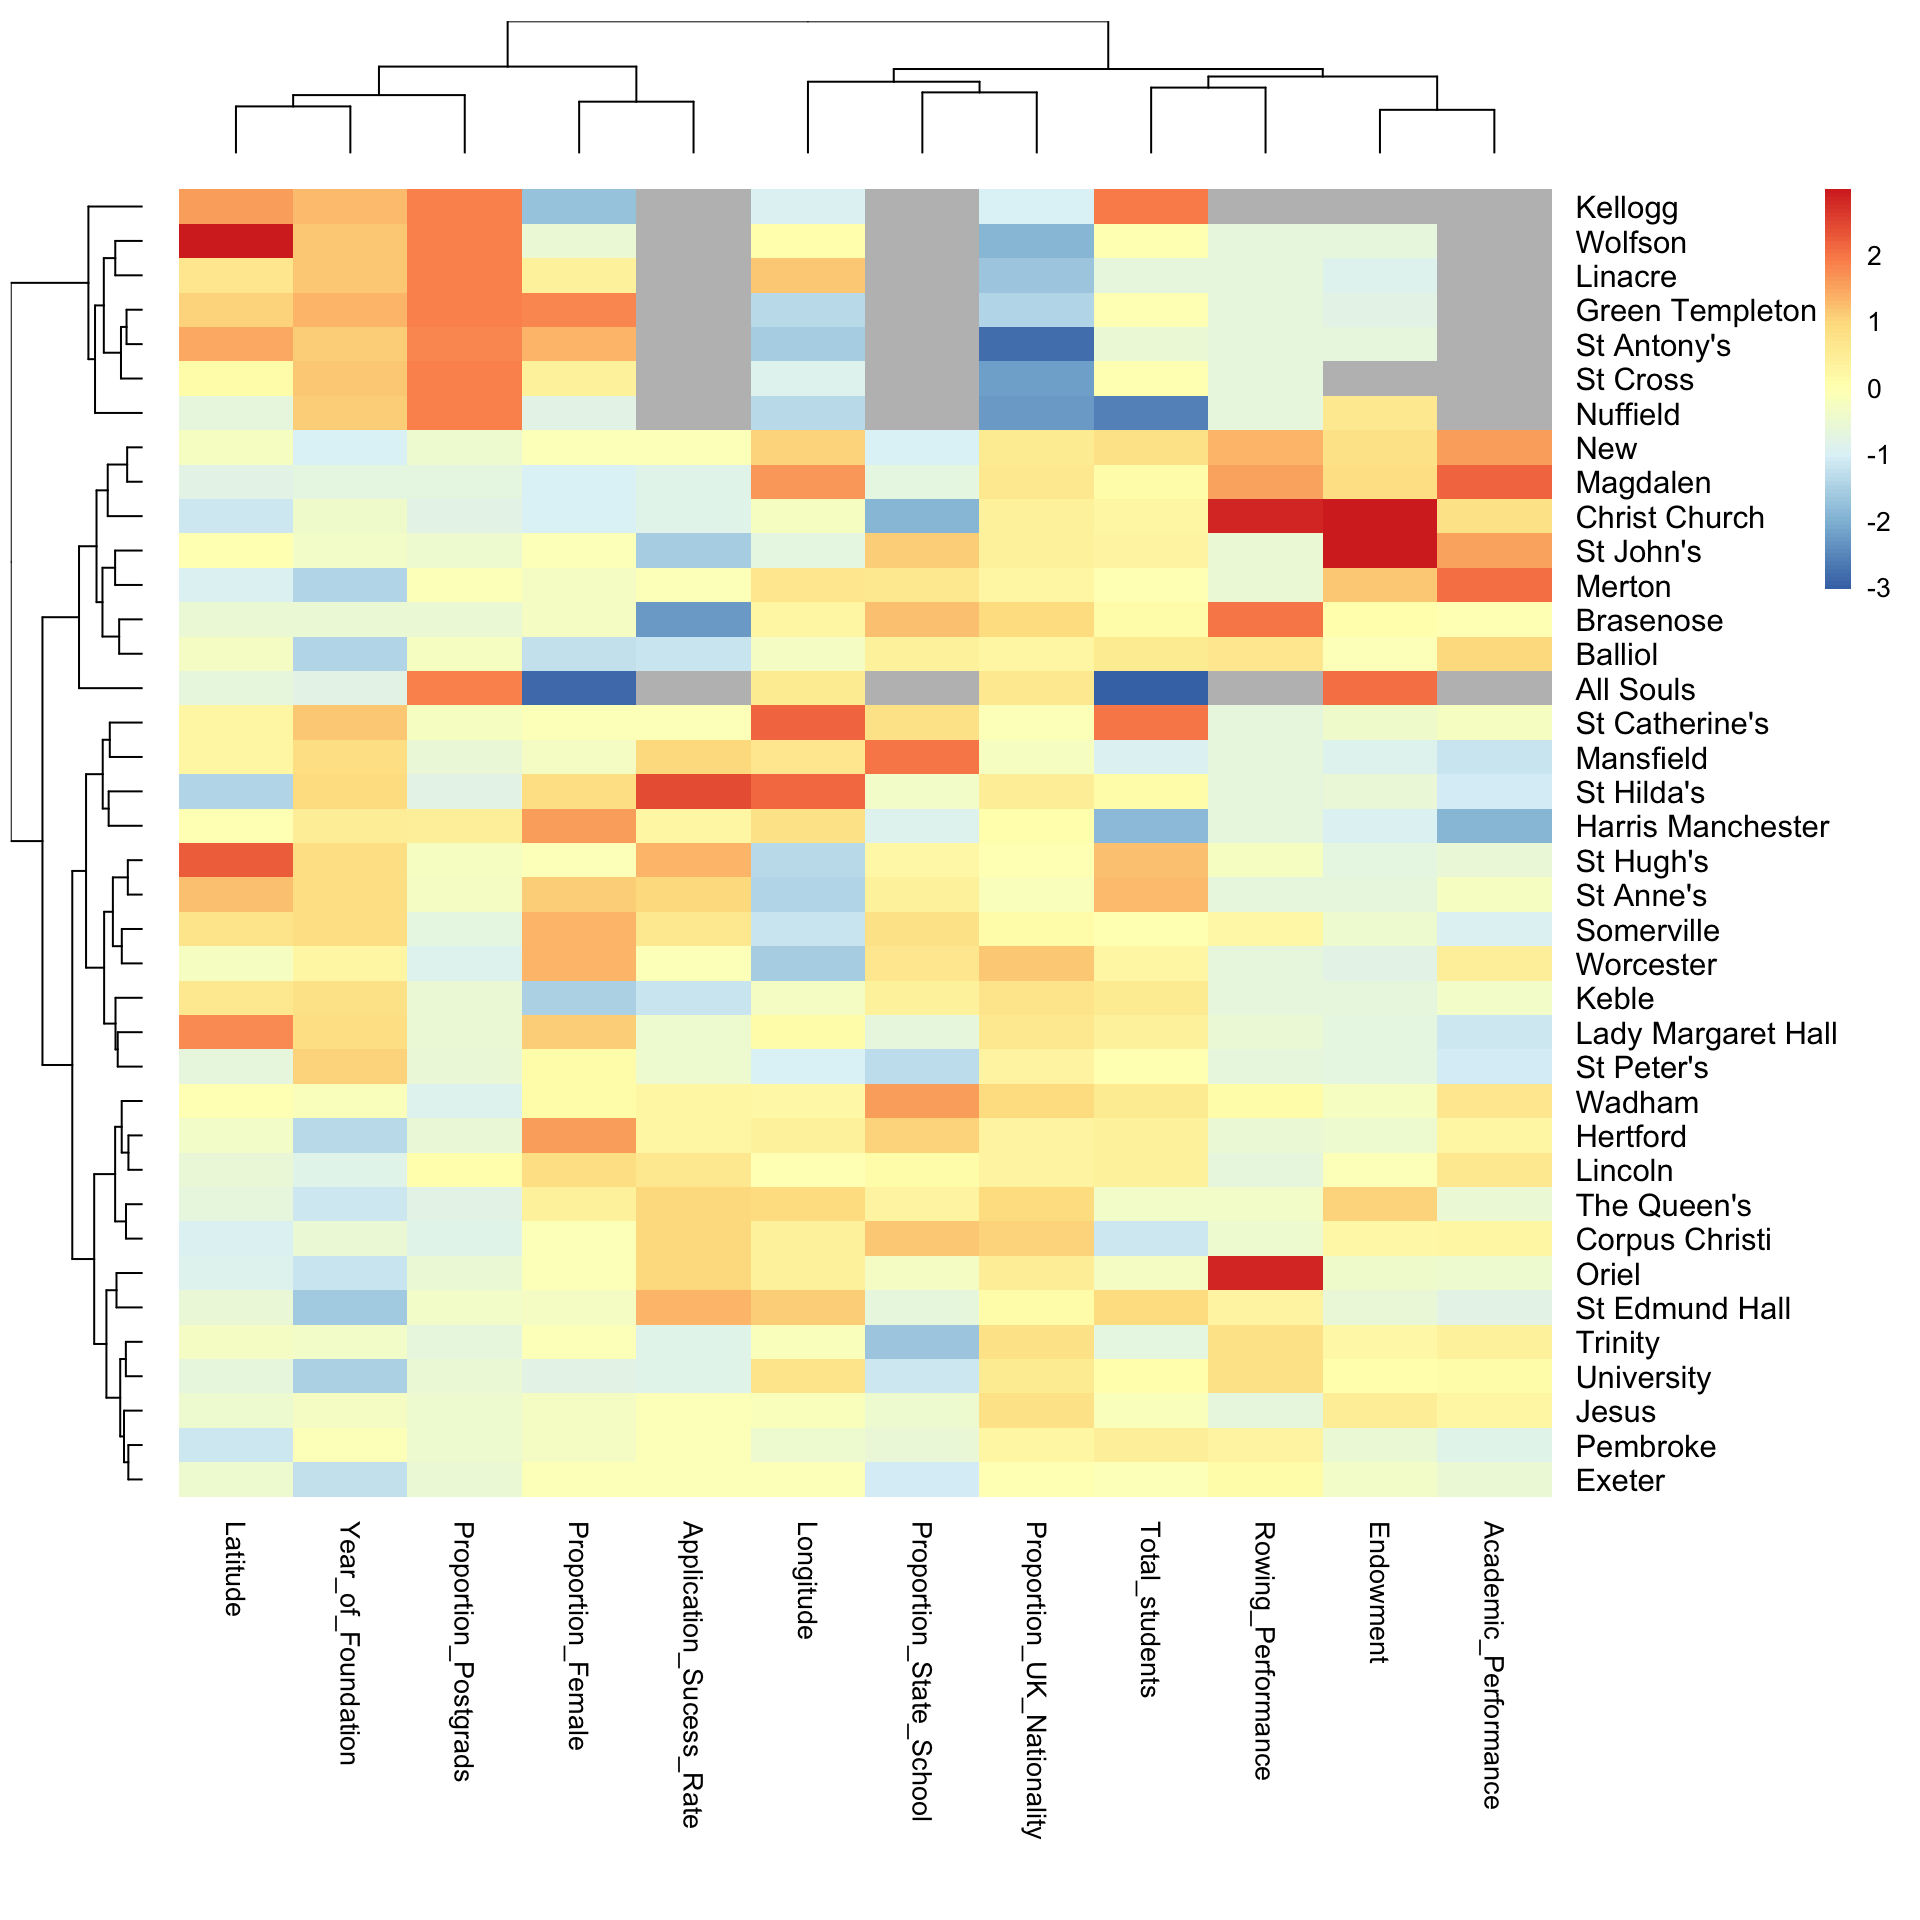 Kellogg
Wolfson
Linacre
Green Templeton
St Antony's
St Cross
Nuffield
New
Magdalen
Christ Church
St John's
Merton
Brasenose
Balliol
All Souls
St Catherine's
Mansfield
St Hilda's
Harris Manchester
St Hugh's
St Anne's
Somerville
Worcester
Keble
Lady Margaret Hall
St Peter's
Wadham
Hertford
Lincoln
The Queen's
Corpus Christi
Oriel
St Edmund Hall
Trinity
University
Jesus
Pembroke
Exeter
2
1
0
-1
-2
-3
Latitude
Year_of_Foundation
Proportion_Postgrads
Proportion_Female
Application_Sucess_Rate
Longitude
Proportion_State_School
Proportion_UK_Nationality
Total_students
Rowing_Performance
Endowment
Academic_Performance